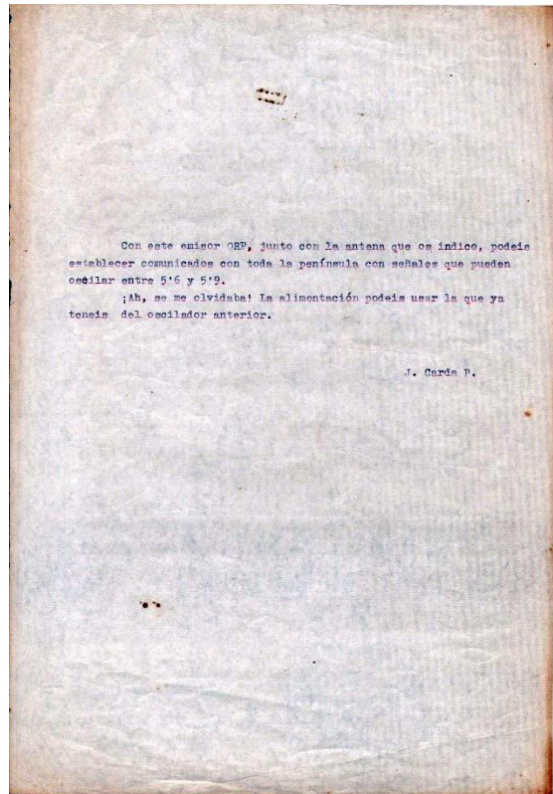 Con este emisor QRP, junto con la antena que os indico, podeis
establecer comunicados con toda la península con señales que pueden
oscilar entre 5'6 y 5'9.
¡Ah, se me olvidaba! La alimentación podeis usar la que ya
teneis del oscilador anterior.
J. Carda P.